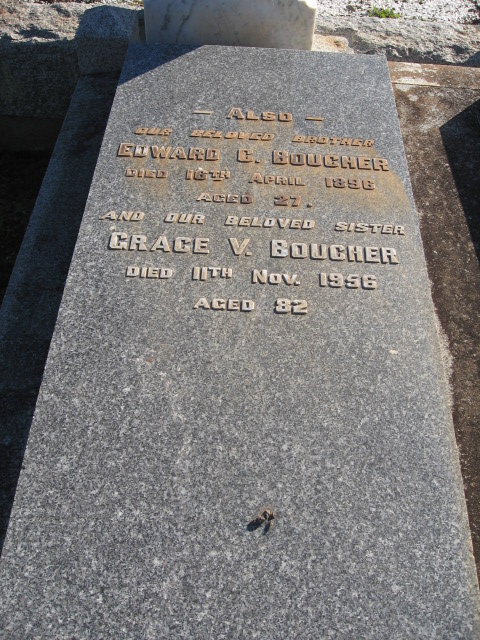 — ALSO —
OUR BELOVED BROTHER
EDWARD C. BOUCHER
DIED 16TH APRIL 1896
AGED 27.
AND OUR BELOVED SISTER
GRACE V. BOUCHER
DIED 11TH NOV. 1956
AGED 82